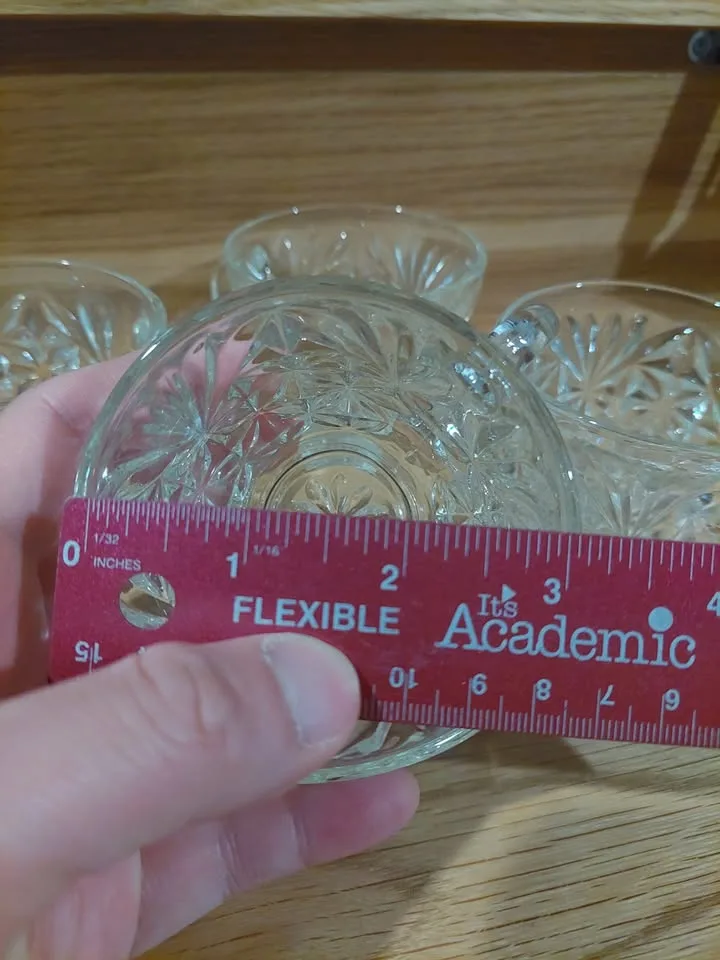 0 1/32 1 1/16 2 3 4
INCHES
FLEXIBLE It's
Academic
15 10 9 8 7 6